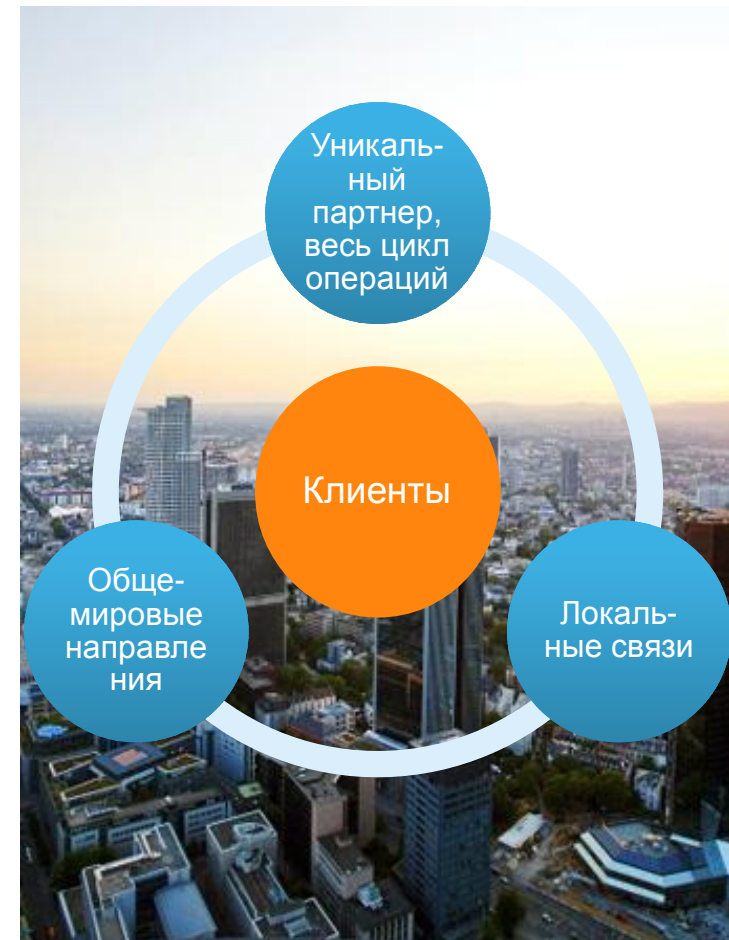 Уникаль-
ный
партнер,
весь цикл
операций
Клиенты
Обще-
мировые
направле
ния
Локаль-
ные связи